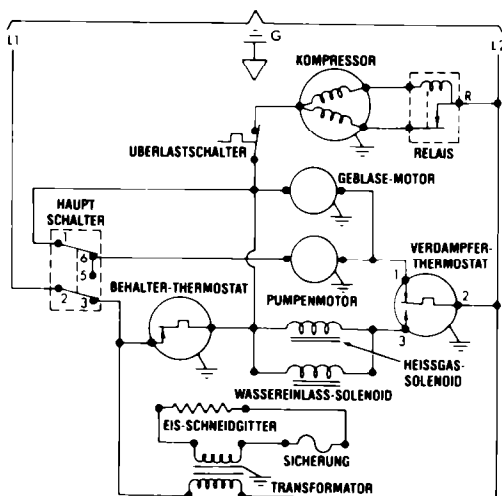 L1
G
L2
KOMPRESSOR
R
RELAIS
UBERLASTSCHALTER
GEBLASE-MOTOR
HAUPT
SCHALTER
1
6
5
2
3
BEHALTER-THERMOSTAT
PUMPENMOTOR
VERDAMPFER-
THERMOSTAT
1
2
3
HEISSGAS-
SOLENOID
WASSEREINLASS-SOLENOID
EIS-SCHNEIDGITTER
SICHERUNG
TRANSFORMATOR